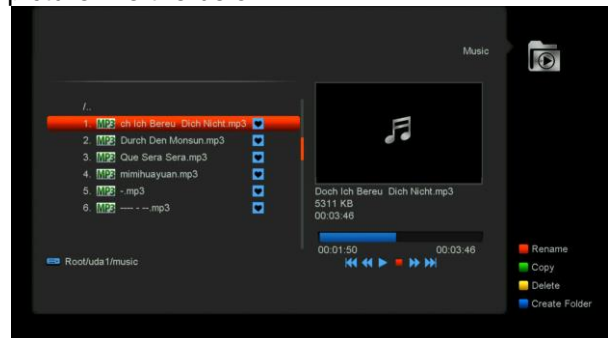 Music
/..
1. MP3 ch Ich Bereu Dich Nicht.mp3
2. MP3 Durch Den Monsun.mp3
3. MP3 Que Sera Sera.mp3
4. MP3 mimihuayuan.mp3
5. MP3 -.mp3
6. MP3 ---- - --.mp3
Doch Ich Bereu Dich Nicht.mp3
5311 KB
00:03:46
00:01:50 00:03:46
Root/uda1/music
Rename
Copy
Delete
Create Folder